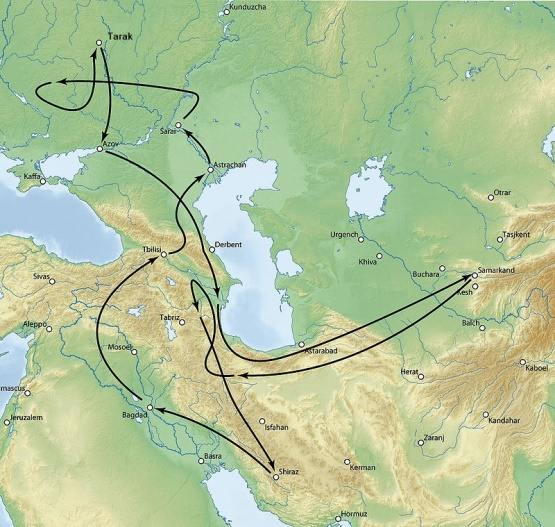 Kunduzcha
Tarak
Sarai
Azov
Astrachan
Kaffa
Otrar
Urgench
Tasjkent
Derbent
Tbilisi
Khiva
Buchara
Samarkand
Sivas
Kesh
Aleppo
Tabriz
Balch
Mosoel
Astarabad
Kaboel
Herat
mascus
Bagdad
Jeruzalem
Isfahan
Kandahar
Zaranj
Basra
Kerman
Shiraz
Hormuz